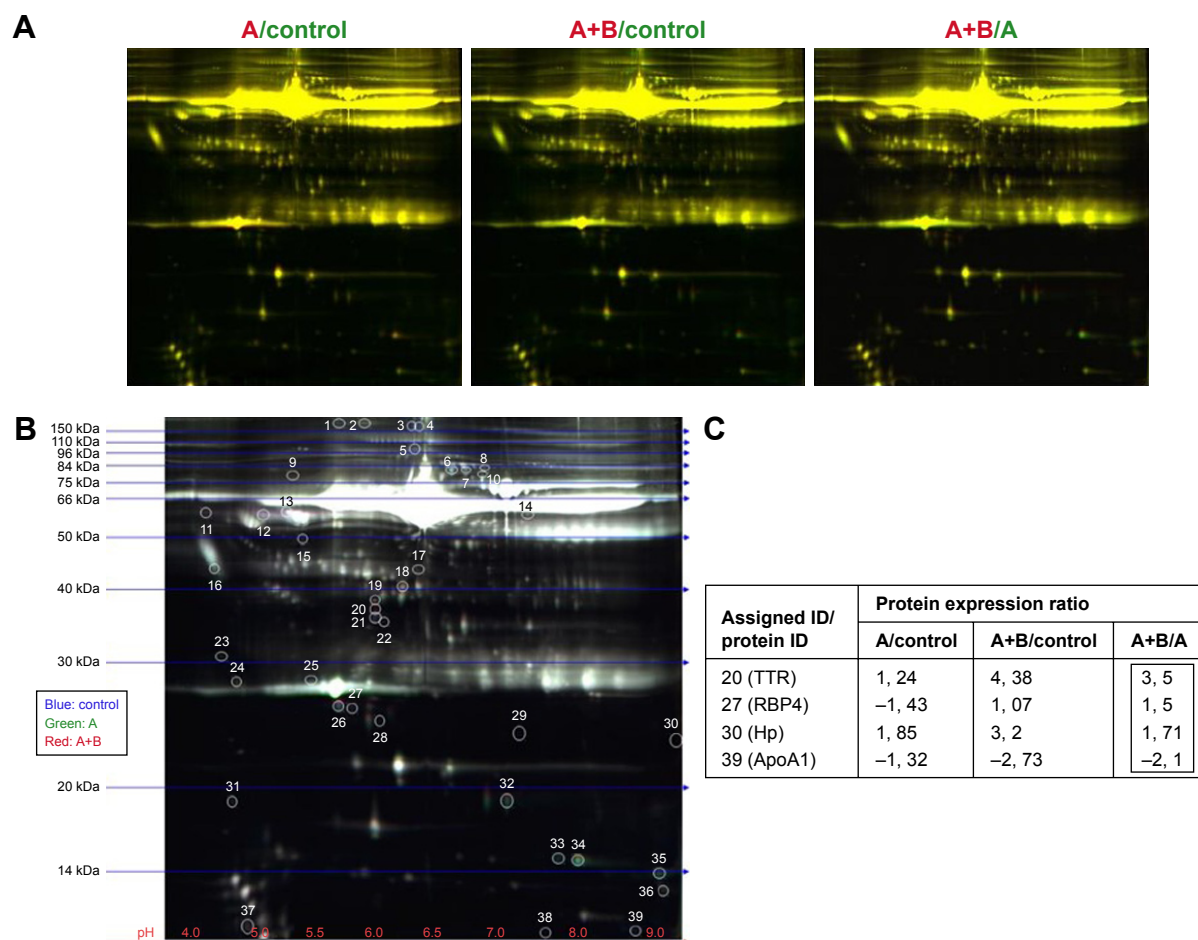 A
A/control
A+B/control
A+B/A
B
150 kDa
110 kDa
96 kDa
84 kDa
75 kDa
66 kDa
50 kDa
40 kDa
30 kDa
20 kDa
14 kDa
1 2 3 4
5
6 8
7 10
9
13
11 12 14
15 17
16 18
19
20
21
22
23
24 25
27
26
28
29 30
31 32
33 34
35
36
37 38 39
pH 4.0 5.0 5.5 6.0 6.5 7.0 8.0 9.0
Blue: control
Green: A
Red: A+B
C
Assigned ID/ protein ID Protein expression ratio
A/control A+B/control A+B/A
20 (TTR) 1, 24 4, 38 3, 5
27 (RBP4) –1, 43 1, 07 1, 5
30 (Hp) 1, 85 3, 2 1, 71
39 (ApoA1) –1, 32 –2, 73 –2, 1